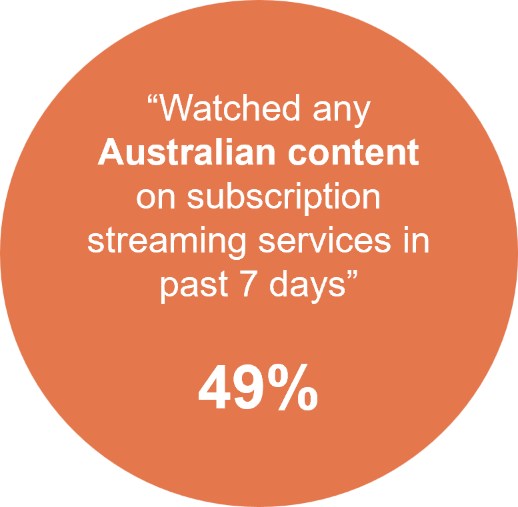 “Watched any
Australian content
on subscription
streaming services in
past 7 days”
49%